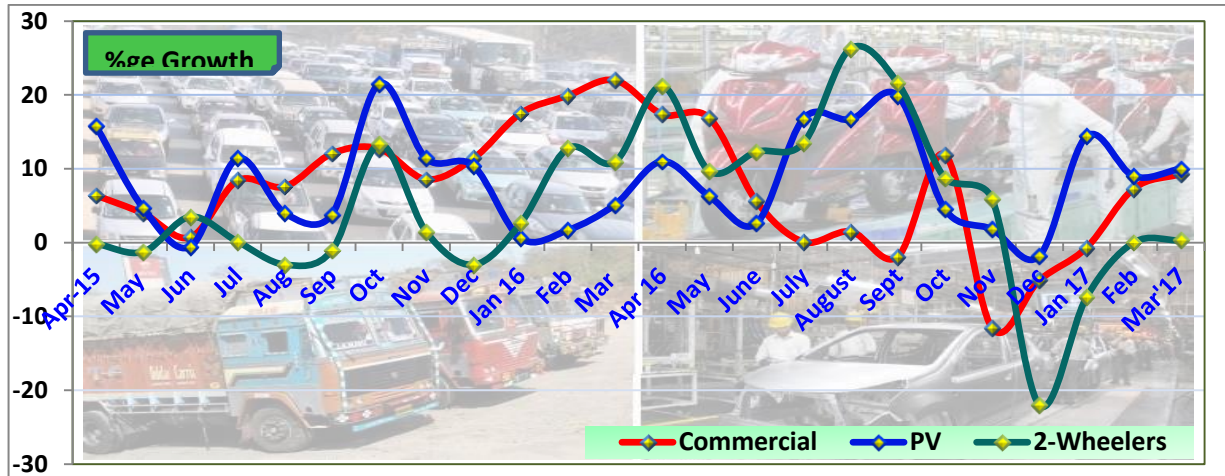 30
%ge Growth
20
10
0
-10
-20
-30
Apr-15
May
Jun
Jul
Aug
Sep
Oct
Nov
Dec
Jan 16
Feb
Mar
Apr 16
May
June
July
August
Sept
Oct
Nov
Dec
Jan 17
Feb
Mar'17
Commercial PV 2-Wheelers